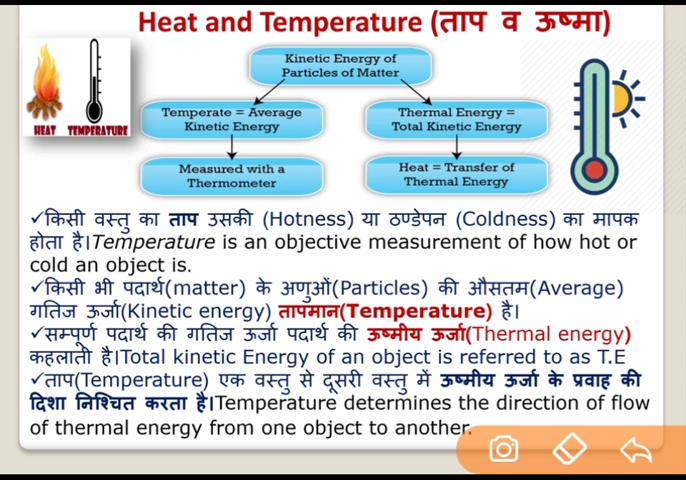 Heat and Temperature (ताप व ऊष्मा)
HEAT TEMPERATURE
Kinetic Energy of
Particles of Matter
Temperate = Average
Kinetic Energy
Thermal Energy =
Total Kinetic Energy
Measured with a
Thermometer
Heat = Transfer of
Thermal Energy
✓किसी वस्तु का ताप उसकी (Hotness) या ठण्डेपन (Coldness) का मापक
होता है।Temperature is an objective measurement of how hot or
cold an object is.
✓किसी भी पदार्थ(matter) के अणुओं(Particles) की औसतम(Average)
गतिज ऊर्जा(Kinetic energy) तापमान(Temperature) है।
✓सम्पूर्ण पदार्थ की गतिज ऊर्जा पदार्थ की ऊष्मीय ऊर्जा(Thermal energy)
कहलाती है।Total kinetic Energy of an object is referred to as T.E
✓ताप(Temperature) एक वस्तु से दूसरी वस्तु में ऊष्मीय ऊर्जा के प्रवाह की
दिशा निश्चित करता है।Temperature determines the direction of flow
of thermal energy from one object to another.